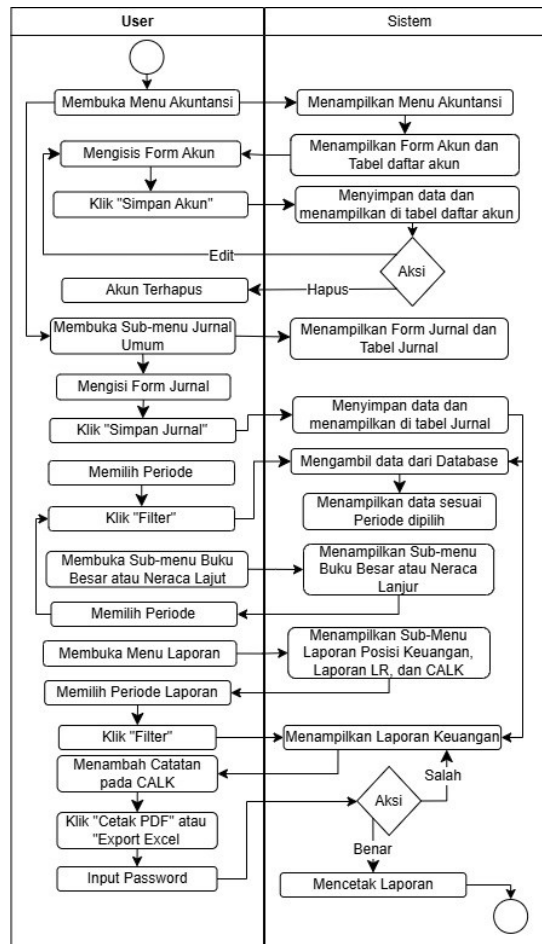 User
Sistem
Membuka Menu Akuntansi
Menampilkan Menu Akuntansi
Mengisis Form Akun
Menampilkan Form Akun dan
Tabel daftar akun
Klik "Simpan Akun"
Menyimpan data dan
menampilkan di tabel daftar akun
Edit
Aksi
Akun Terhapus
Hapus
Membuka Sub-menu Jurnal
Umum
Menampilkan Form Jurnal dan
Tabel Jurnal
Mengisi Form Jurnal
Klik "Simpan Jurnal"
Menyimpan data dan
menampilkan di tabel Jurnal
Memilih Periode
Mengambil data dari Database
Klik "Filter"
Menampilkan data sesuai
Periode dipilih
Membuka Sub-menu Buku
Besar atau Neraca Lajut
Menampilkan Sub-menu
Buku Besar atau Neraca
Lanjur
Memilih Periode
Membuka Menu Laporan
Menampilkan Sub-Menu
Laporan Posisi Keuangan,
Laporan LR, dan CALK
Memilih Periode Laporan
Klik "Filter"
Menampilkan Laporan Keuangan
Menambah Catatan
pada CALK
Salah
Aksi
Klik "Cetak PDF" atau
"Export Excel
Benar
Input Password
Mencetak Laporan